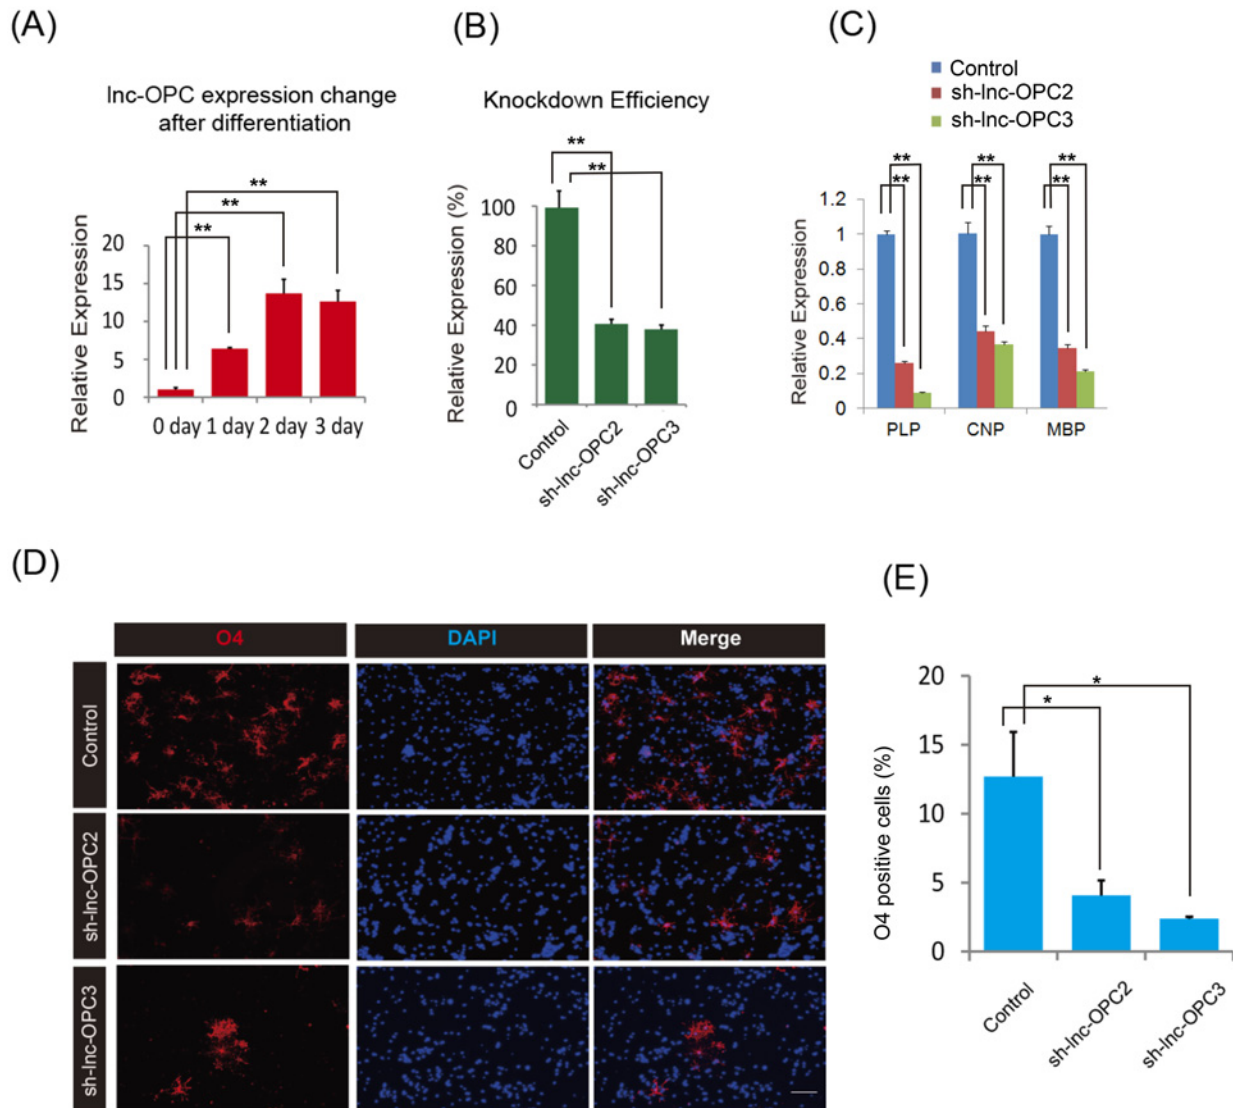 (A)
lnc-OPC expression change
after differentiation
Relative Expression
20
15
10
5
0
**
**
**
0 day 1 day 2 day 3 day
(B)
Knockdown Efficiency
Relative Expression (%)
100
80
60
40
20
0
**
**
Control
sh-lnc-OPC2
sh-lnc-OPC3
(C)
Control
sh-lnc-OPC2
sh-lnc-OPC3
Relative Expression
1.2
1
0.8
0.6
0.4
0.2
0
** ** **
** ** **
PLP CNP MBP
(D)
O4 DAPI Merge
Control
sh-lnc-OPC2
sh-lnc-OPC3
(E)
O4 positive cells (%)
20
15
10
5
0
*
*
Control
sh-lnc-OPC2
sh-lnc-OPC3